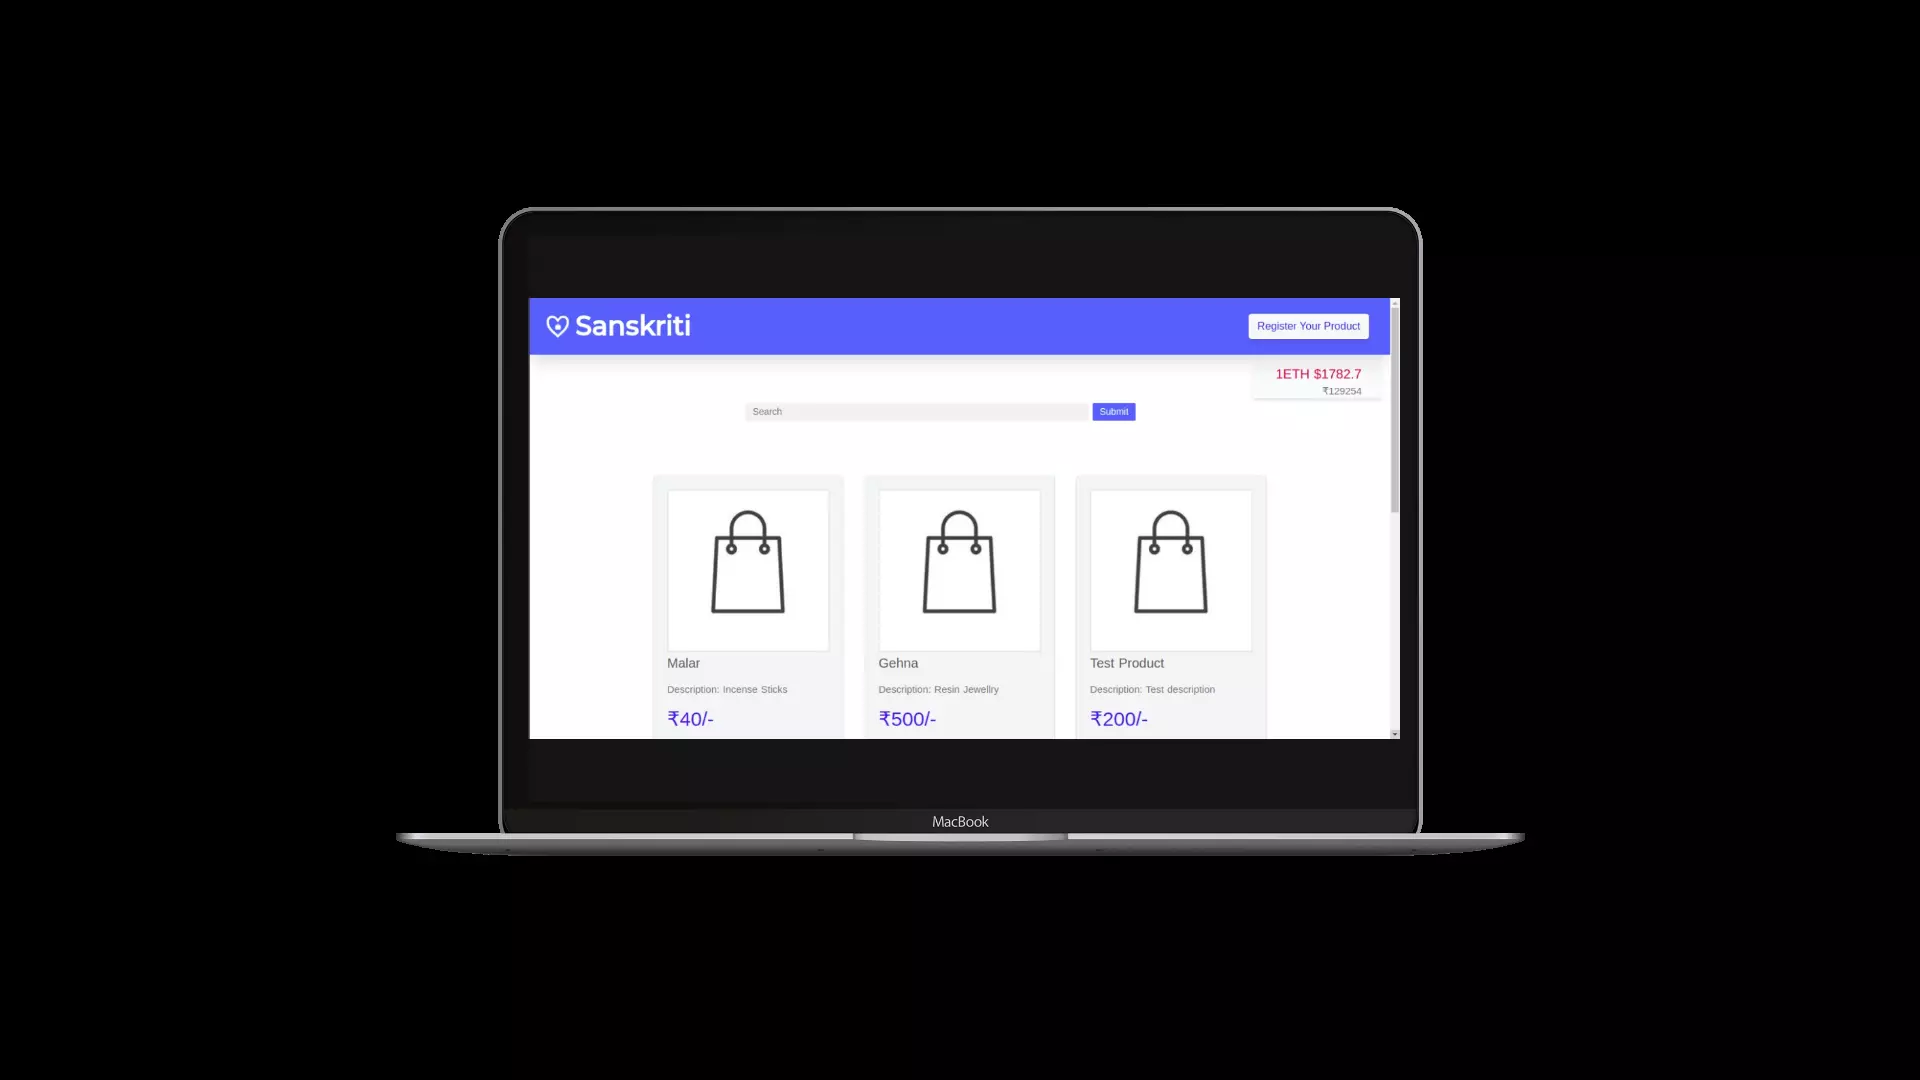 Sanskriti
Register Your Product
1ETH $1782.7
₹129254
Search
Submit
Malar
Description: Incense Sticks
₹40/-
Gehna
Description: Resin Jewellry
₹500/-
Test Product
Description: Test description
₹200/-
MacBook